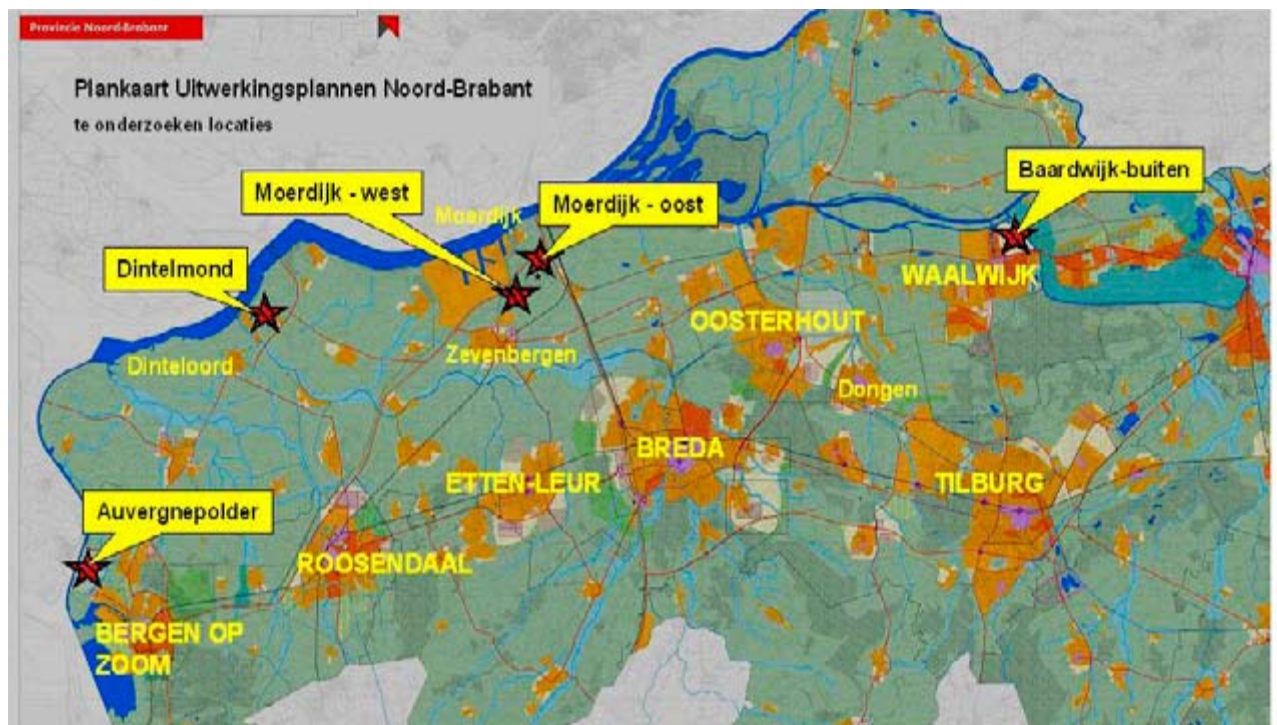 Provincie Noord-Brabant
Plankaart Uitwerkingsplannen Noord-Brabant
te onderzoeken locaties
Baardwijk-buiten
Moerdijk - west
Moerdijk - oost
Moerdijk
Dintelmond
WAALWIJK
OOSTERHOUT
Zevenbergen
Dinteloord
Dongen
BREDA
ETTEN-LEUR
TILBURG
Auvergnepolder
ROOSENDAAL
BERGEN OP
ZOOM